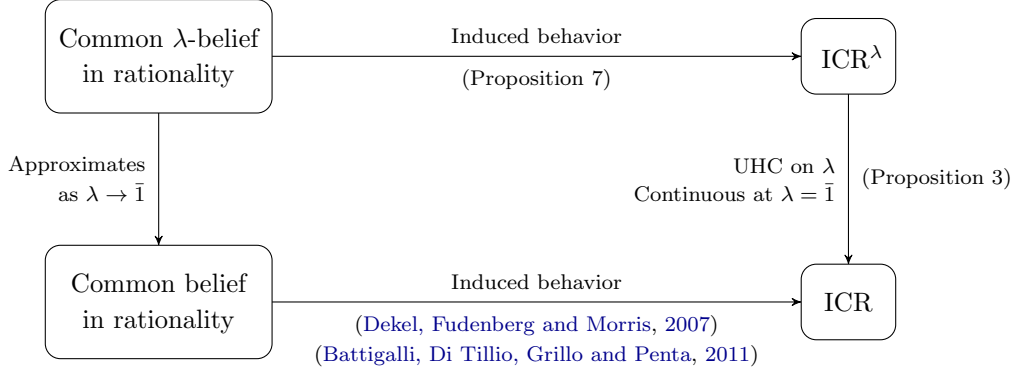 Common λ-belief
in rationality
Induced behavior
(Proposition 7)
ICR^λ
Approximates
as λ → 1̄
UHC on λ
Continuous at λ = 1̄
(Proposition 3)
Common belief
in rationality
Induced behavior
(Dekel, Fudenberg and Morris, 2007)
(Battigalli, Di Tillio, Grillo and Penta, 2011)
ICR